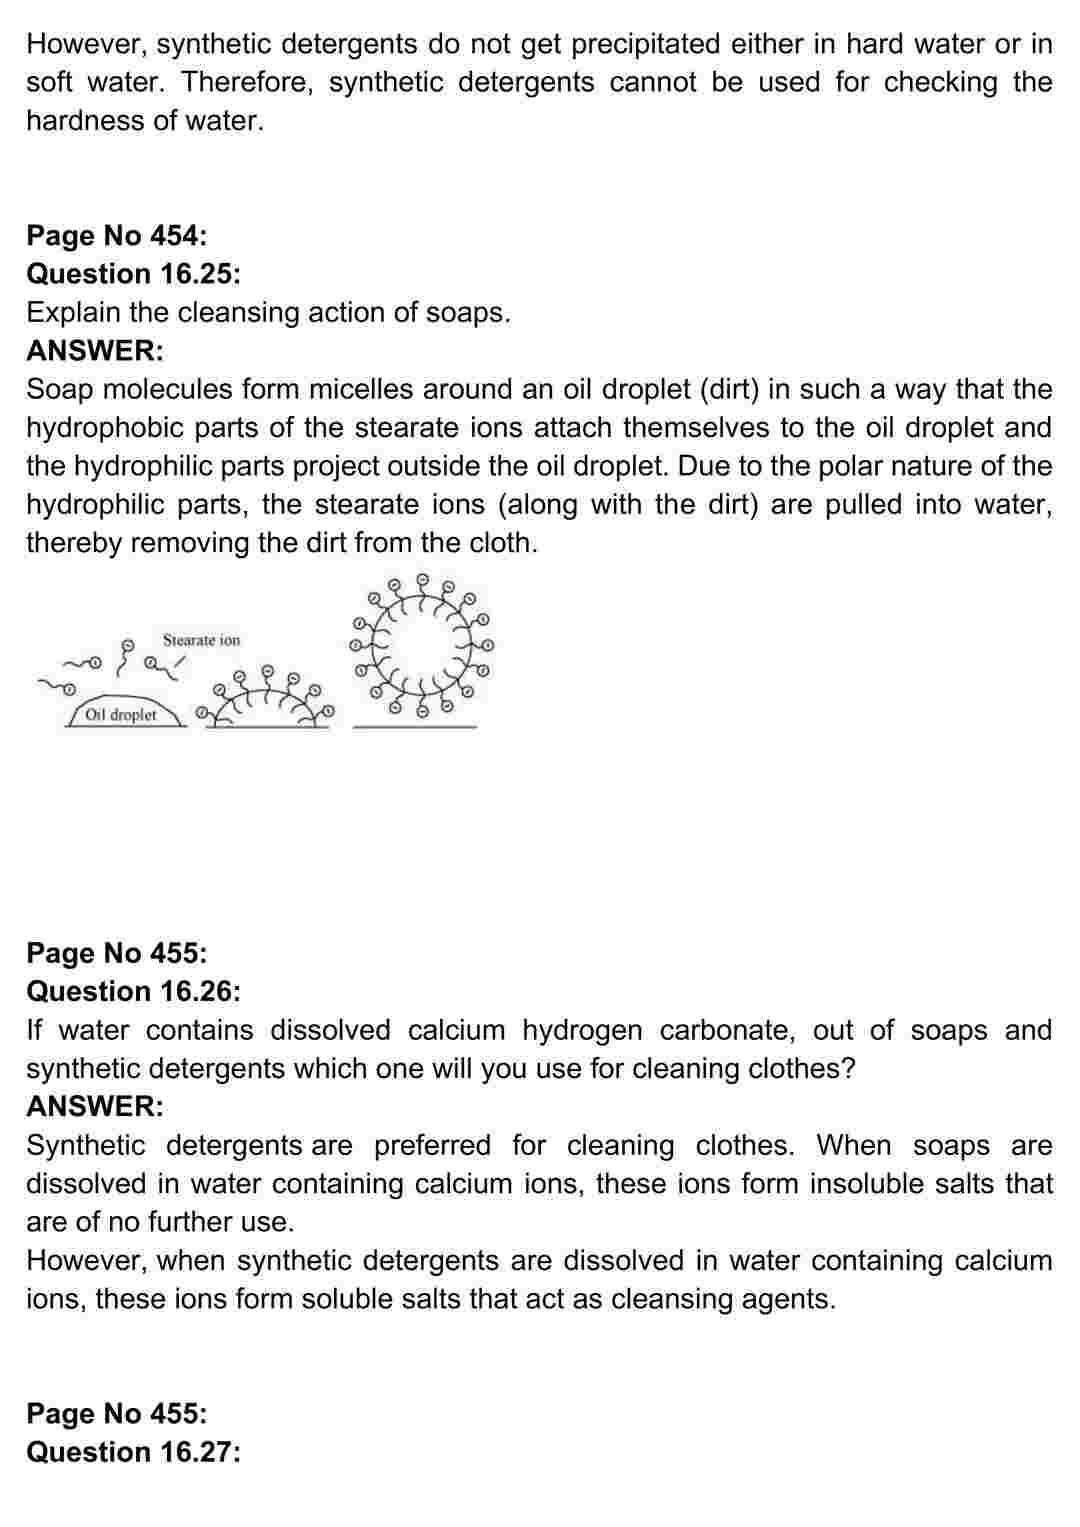 However, synthetic detergents do not get precipitated either in hard water or in
soft water. Therefore, synthetic detergents cannot be used for checking the
hardness of water.
Page No 454:
Question 16.25:
Explain the cleansing action of soaps.
ANSWER:
Soap molecules form micelles around an oil droplet (dirt) in such a way that the
hydrophobic parts of the stearate ions attach themselves to the oil droplet and
the hydrophilic parts project outside the oil droplet. Due to the polar nature of the
hydrophilic parts, the stearate ions (along with the dirt) are pulled into water,
thereby removing the dirt from the cloth.
Stearate ion
Oil droplet
Page No 455:
Question 16.26:
If water contains dissolved calcium hydrogen carbonate, out of soaps and
synthetic detergents which one will you use for cleaning clothes?
ANSWER:
Synthetic detergents are preferred for cleaning clothes. When soaps are
dissolved in water containing calcium ions, these ions form insoluble salts that
are of no further use.
However, when synthetic detergents are dissolved in water containing calcium
ions, these ions form soluble salts that act as cleansing agents.
Page No 455:
Question 16.27: